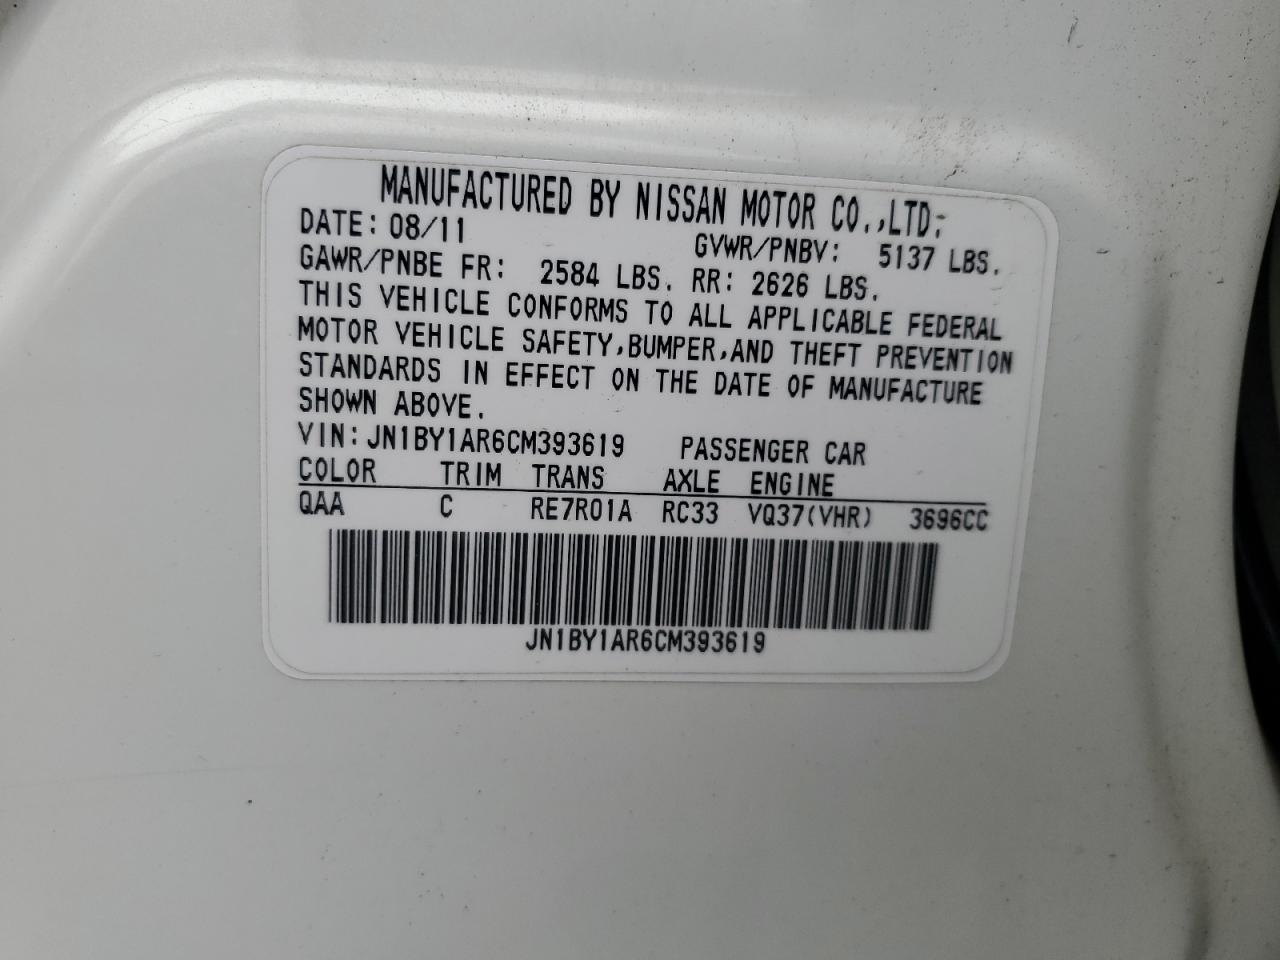 MANUFACTURED BY NISSAN MOTOR CO.,LTD.
DATE: 08/11 GVWR/PNBV: 5137 LBS.
GAWR/PNBE FR: 2584 LBS. RR: 2626 LBS.
THIS VEHICLE CONFORMS TO ALL APPLICABLE FEDERAL
MOTOR VEHICLE SAFETY,BUMPER,AND THEFT PREVENTION
STANDARDS IN EFFECT ON THE DATE OF MANUFACTURE
SHOWN ABOVE.
VIN: JN1BY1AR6CM393619 PASSENGER CAR
COLOR TRIM TRANS AXLE ENGINE
QAA C RE7R01A RC33 VQ37(VHR) 3696CC
JN1BY1AR6CM393619